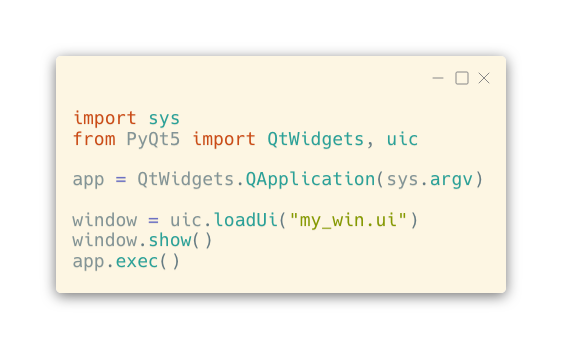 import sys
from PyQt5 import QtWidgets, uic
app = QtWidgets.QApplication(sys.argv)
window = uic.loadUi("my_win.ui")
window.show()
app.exec()